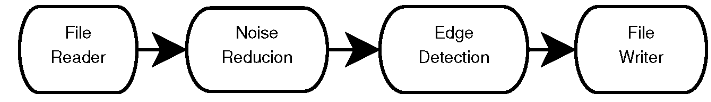 File
Reader
Noise
Reducion
Edge
Detection
File
Writer